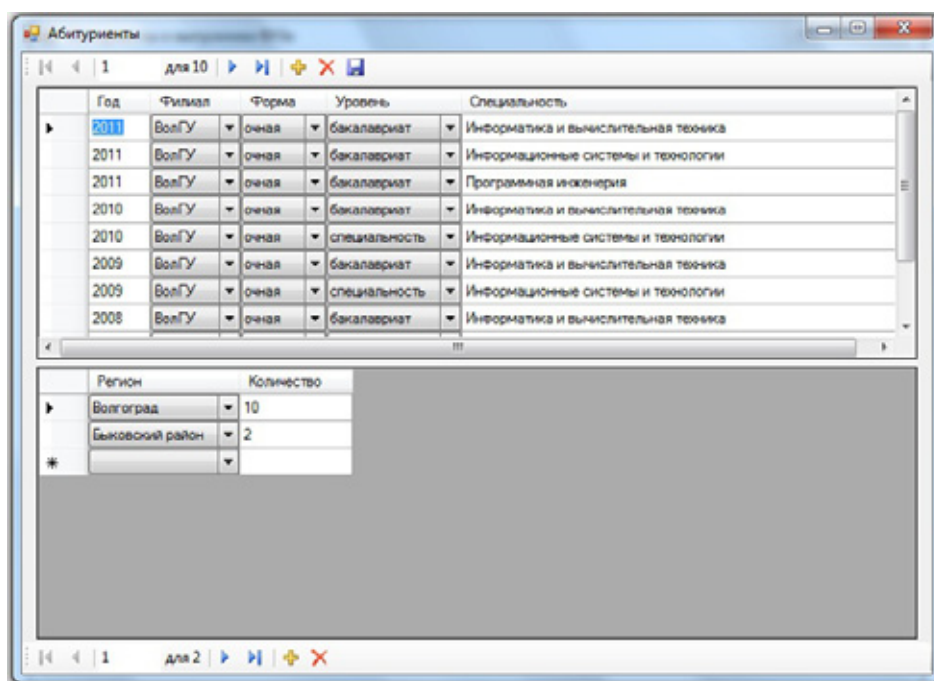 Абитуриенты
1 для 10
Год Филиал Форма Уровень Специальность
2011 ВолГУ очная бакалавриат Информатика и вычислительная техника
2011 ВолГУ очная бакалавриат Информационные системы и технологии
2011 ВолГУ очная бакалавриат Программная инженерия
2010 ВолГУ очная бакалавриат Информатика и вычислительная техника
2010 ВолГУ очная специальность Информационные системы и технологии
2009 ВолГУ очная бакалавриат Информатика и вычислительная техника
2009 ВолГУ очная специальность Информационные системы и технологии
2008 ВолГУ очная бакалавриат Информатика и вычислительная техника
Регион Количество
Волгоград 10
Быковский район 2
1 для 2